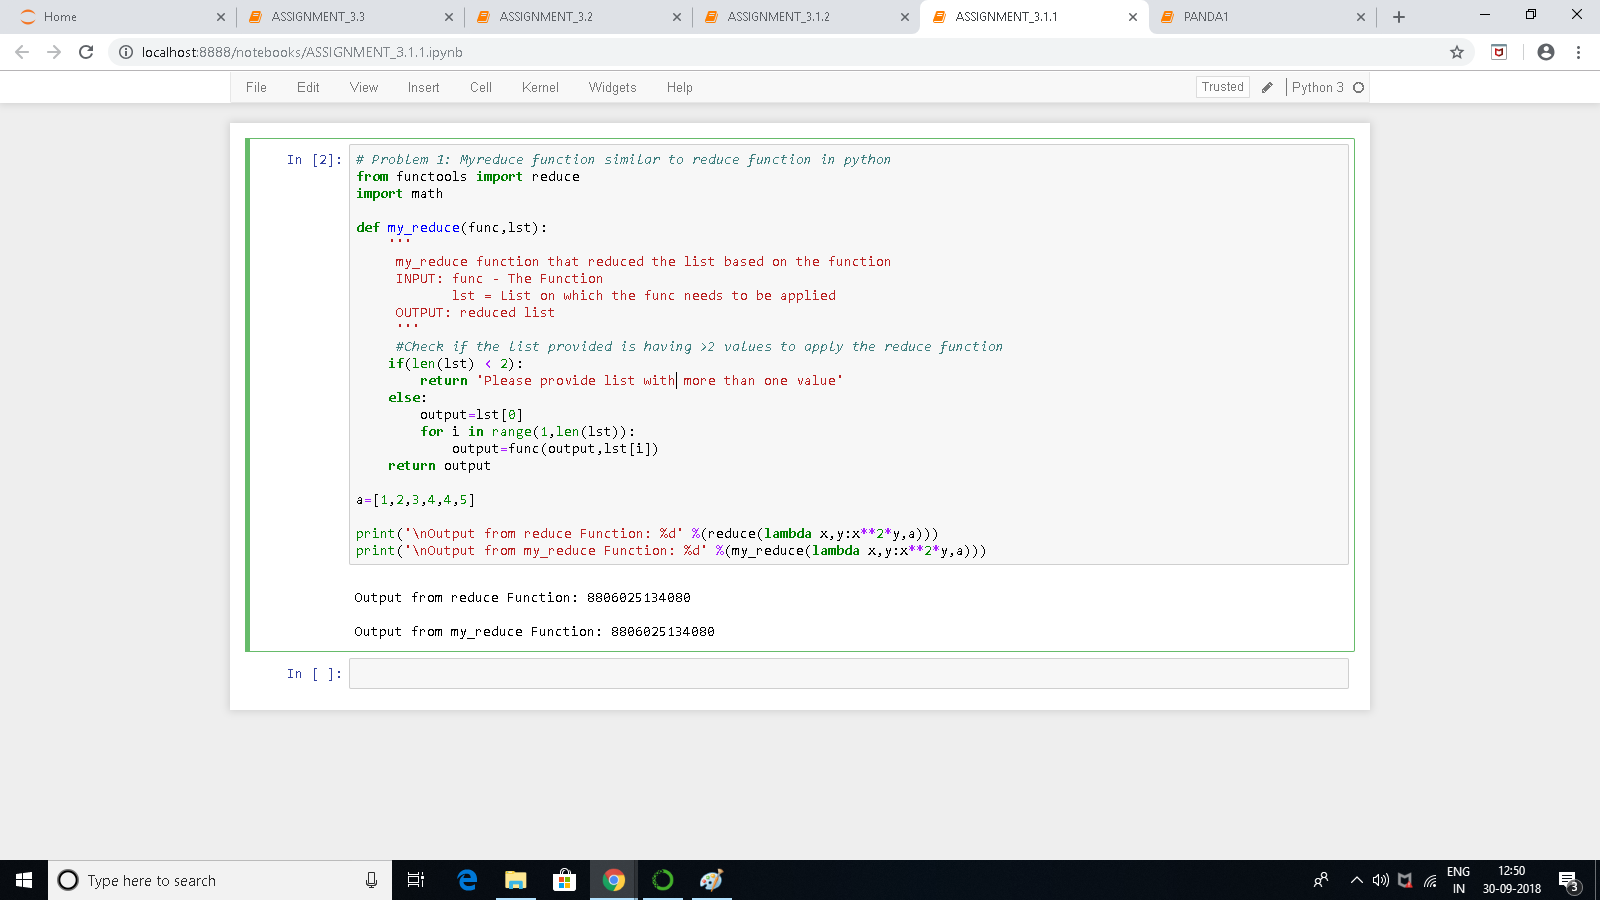 Home
ASSIGNMENT_3.3
ASSIGNMENT_3.2
ASSIGNMENT_3.1.2
ASSIGNMENT_3.1.1
PANDA1
localhost:8888/notebooks/ASSIGNMENT_3.1.1.ipynb
File Edit View Insert Cell Kernel Widgets Help
Trusted
Python 3
In [2]:
# Problem 1: Myreduce function similar to reduce function in python
from functools import reduce
import math
def my_reduce(func,lst):
'''
my_reduce function that reduced the list based on the function
INPUT: func - The Function
lst = List on which the func needs to be applied
OUTPUT: reduced list
'''
#Check if the list provided is having >2 values to apply the reduce function
if(len(lst) < 2):
return 'Please provide list with more than one value'
else:
output=lst[0]
for i in range(1,len(lst)):
output=func(output,lst[i])
return output
a=[1,2,3,4,4,5]
print('\nOutput from reduce Function: %d' %(reduce(lambda x,y:x**2*y,a)))
print('\nOutput from my_reduce Function: %d' %(my_reduce(lambda x,y:x**2*y,a)))
Output from reduce Function: 8806025134080
Output from my_reduce Function: 8806025134080
In [ ]:
Type here to search
ENG
IN
12:50
30-09-2018
3